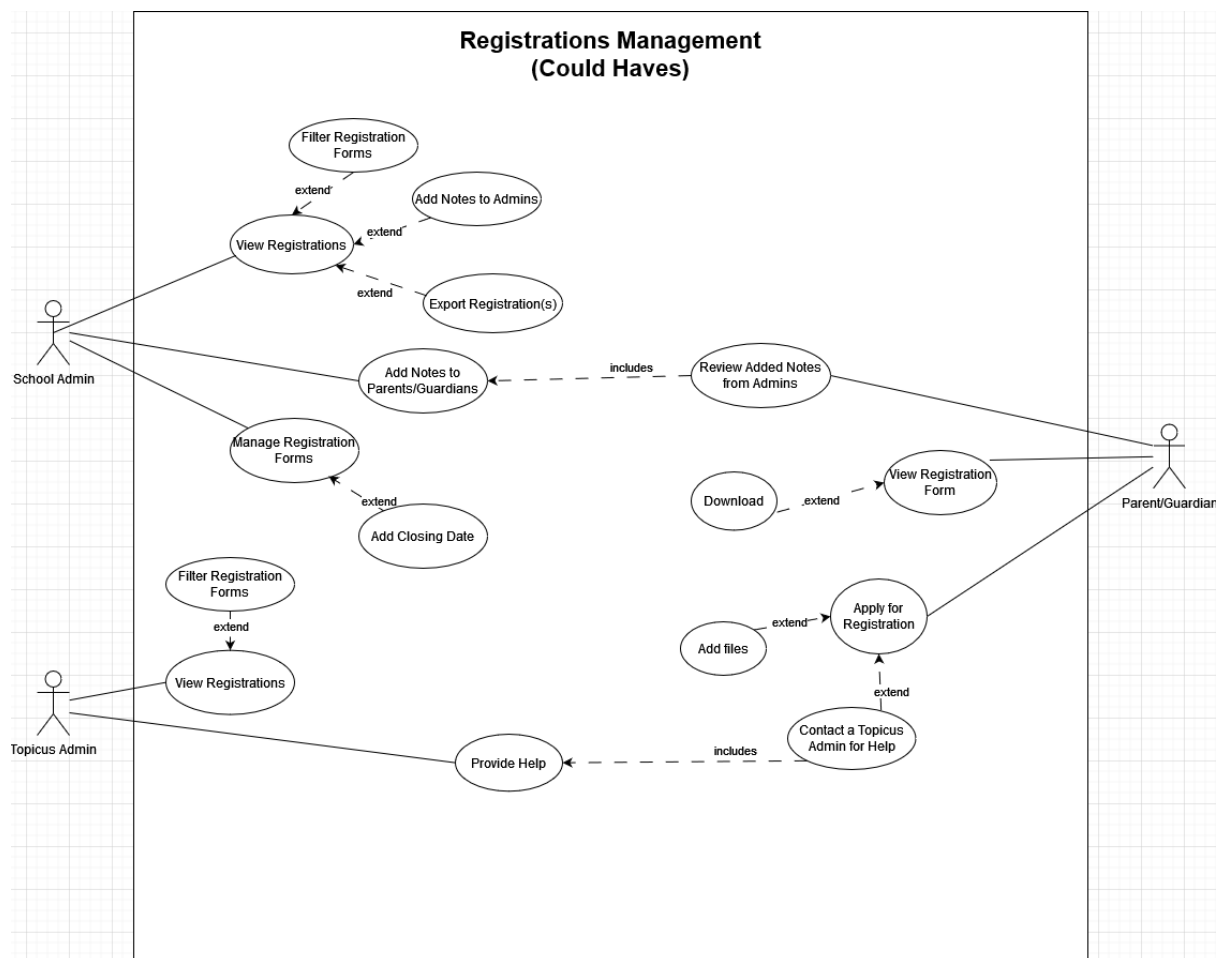 Registrations Management
(Could Haves)
Filter Registration
Forms
extend
Add Notes to Admins
extend
View Registrations
extend
Export Registration(s)
School Admin
Add Notes to
Parents/Guardians
includes
Review Added Notes
from Admins
Manage Registration
Forms
extend
Add Closing Date
Download
extend
View Registration
Form
Parent/Guardian
Filter Registration
Forms
extend
View Registrations
Topicus Admin
Add files
extend
Apply for
Registration
extend
Contact a Topicus
Admin for Help
includes
Provide Help